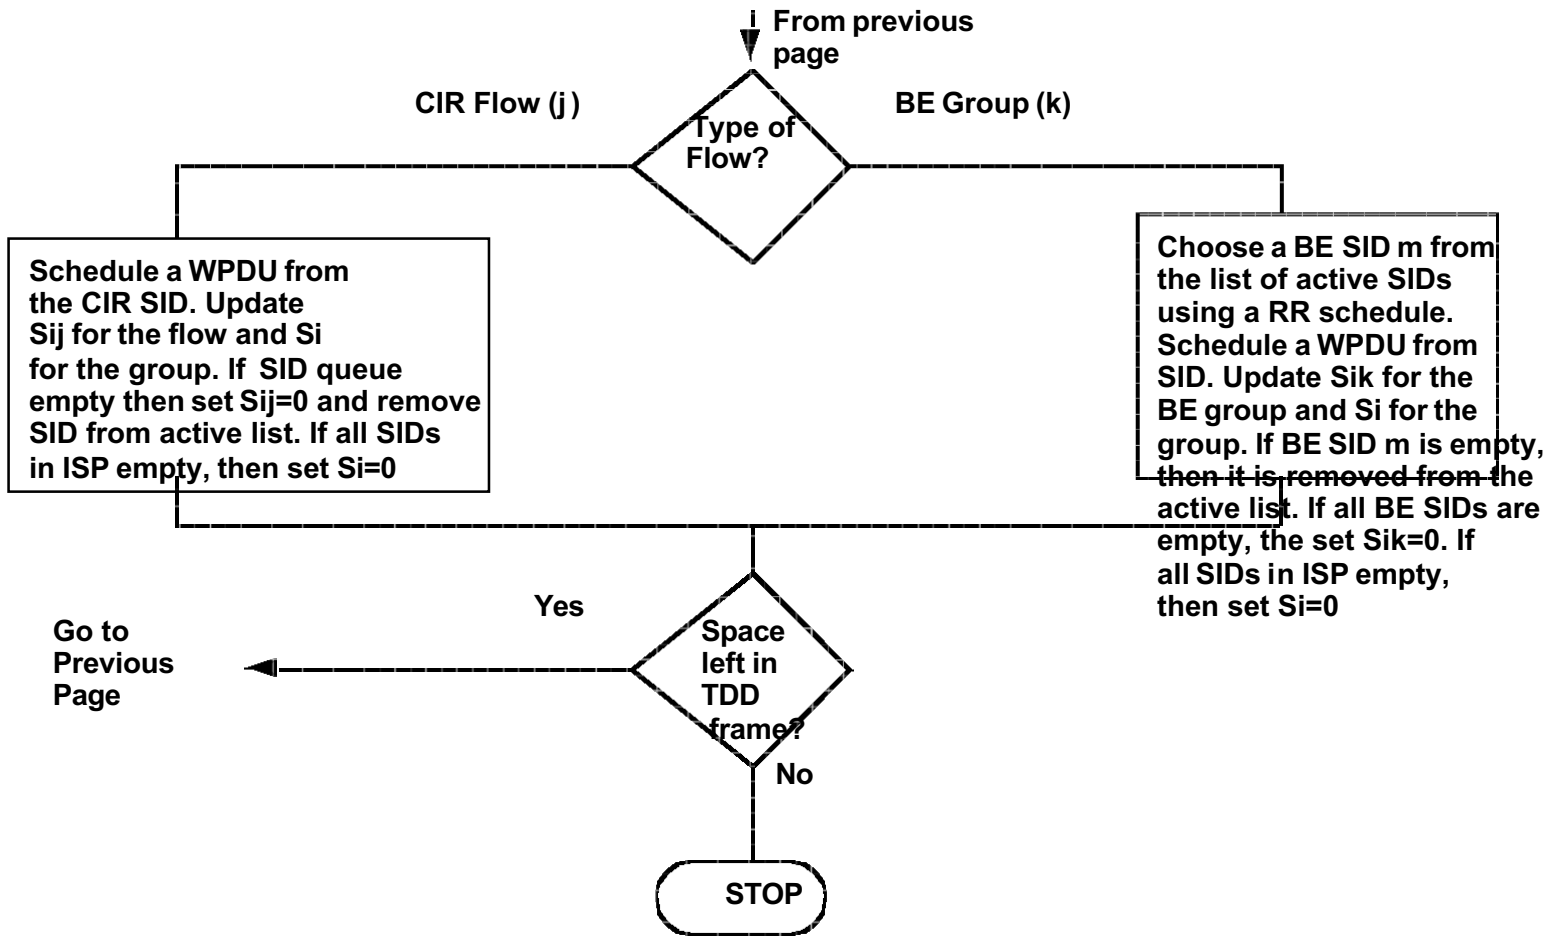 From previous
page
CIR Flow (j)
BE Group (k)
Type of
Flow?
Schedule a WPDU from
the CIR SID. Update
Sij for the flow and Si
for the group. If SID queue
empty then set Sij=0 and remove
SID from active list. If all SIDs
in ISP empty, then set Si=0
Choose a BE SID m from
the list of active SIDs
using a RR schedule.
Schedule a WPDU from
SID. Update Sik for the
BE group and Si for the
group. If BE SID m is empty,
then it is removed from the
active list. If all BE SIDs are
empty, the set Sik=0. If
all SIDs in ISP empty,
then set Si=0
Yes
Go to
Previous
Page
Space
left in
TDD
frame?
No
STOP